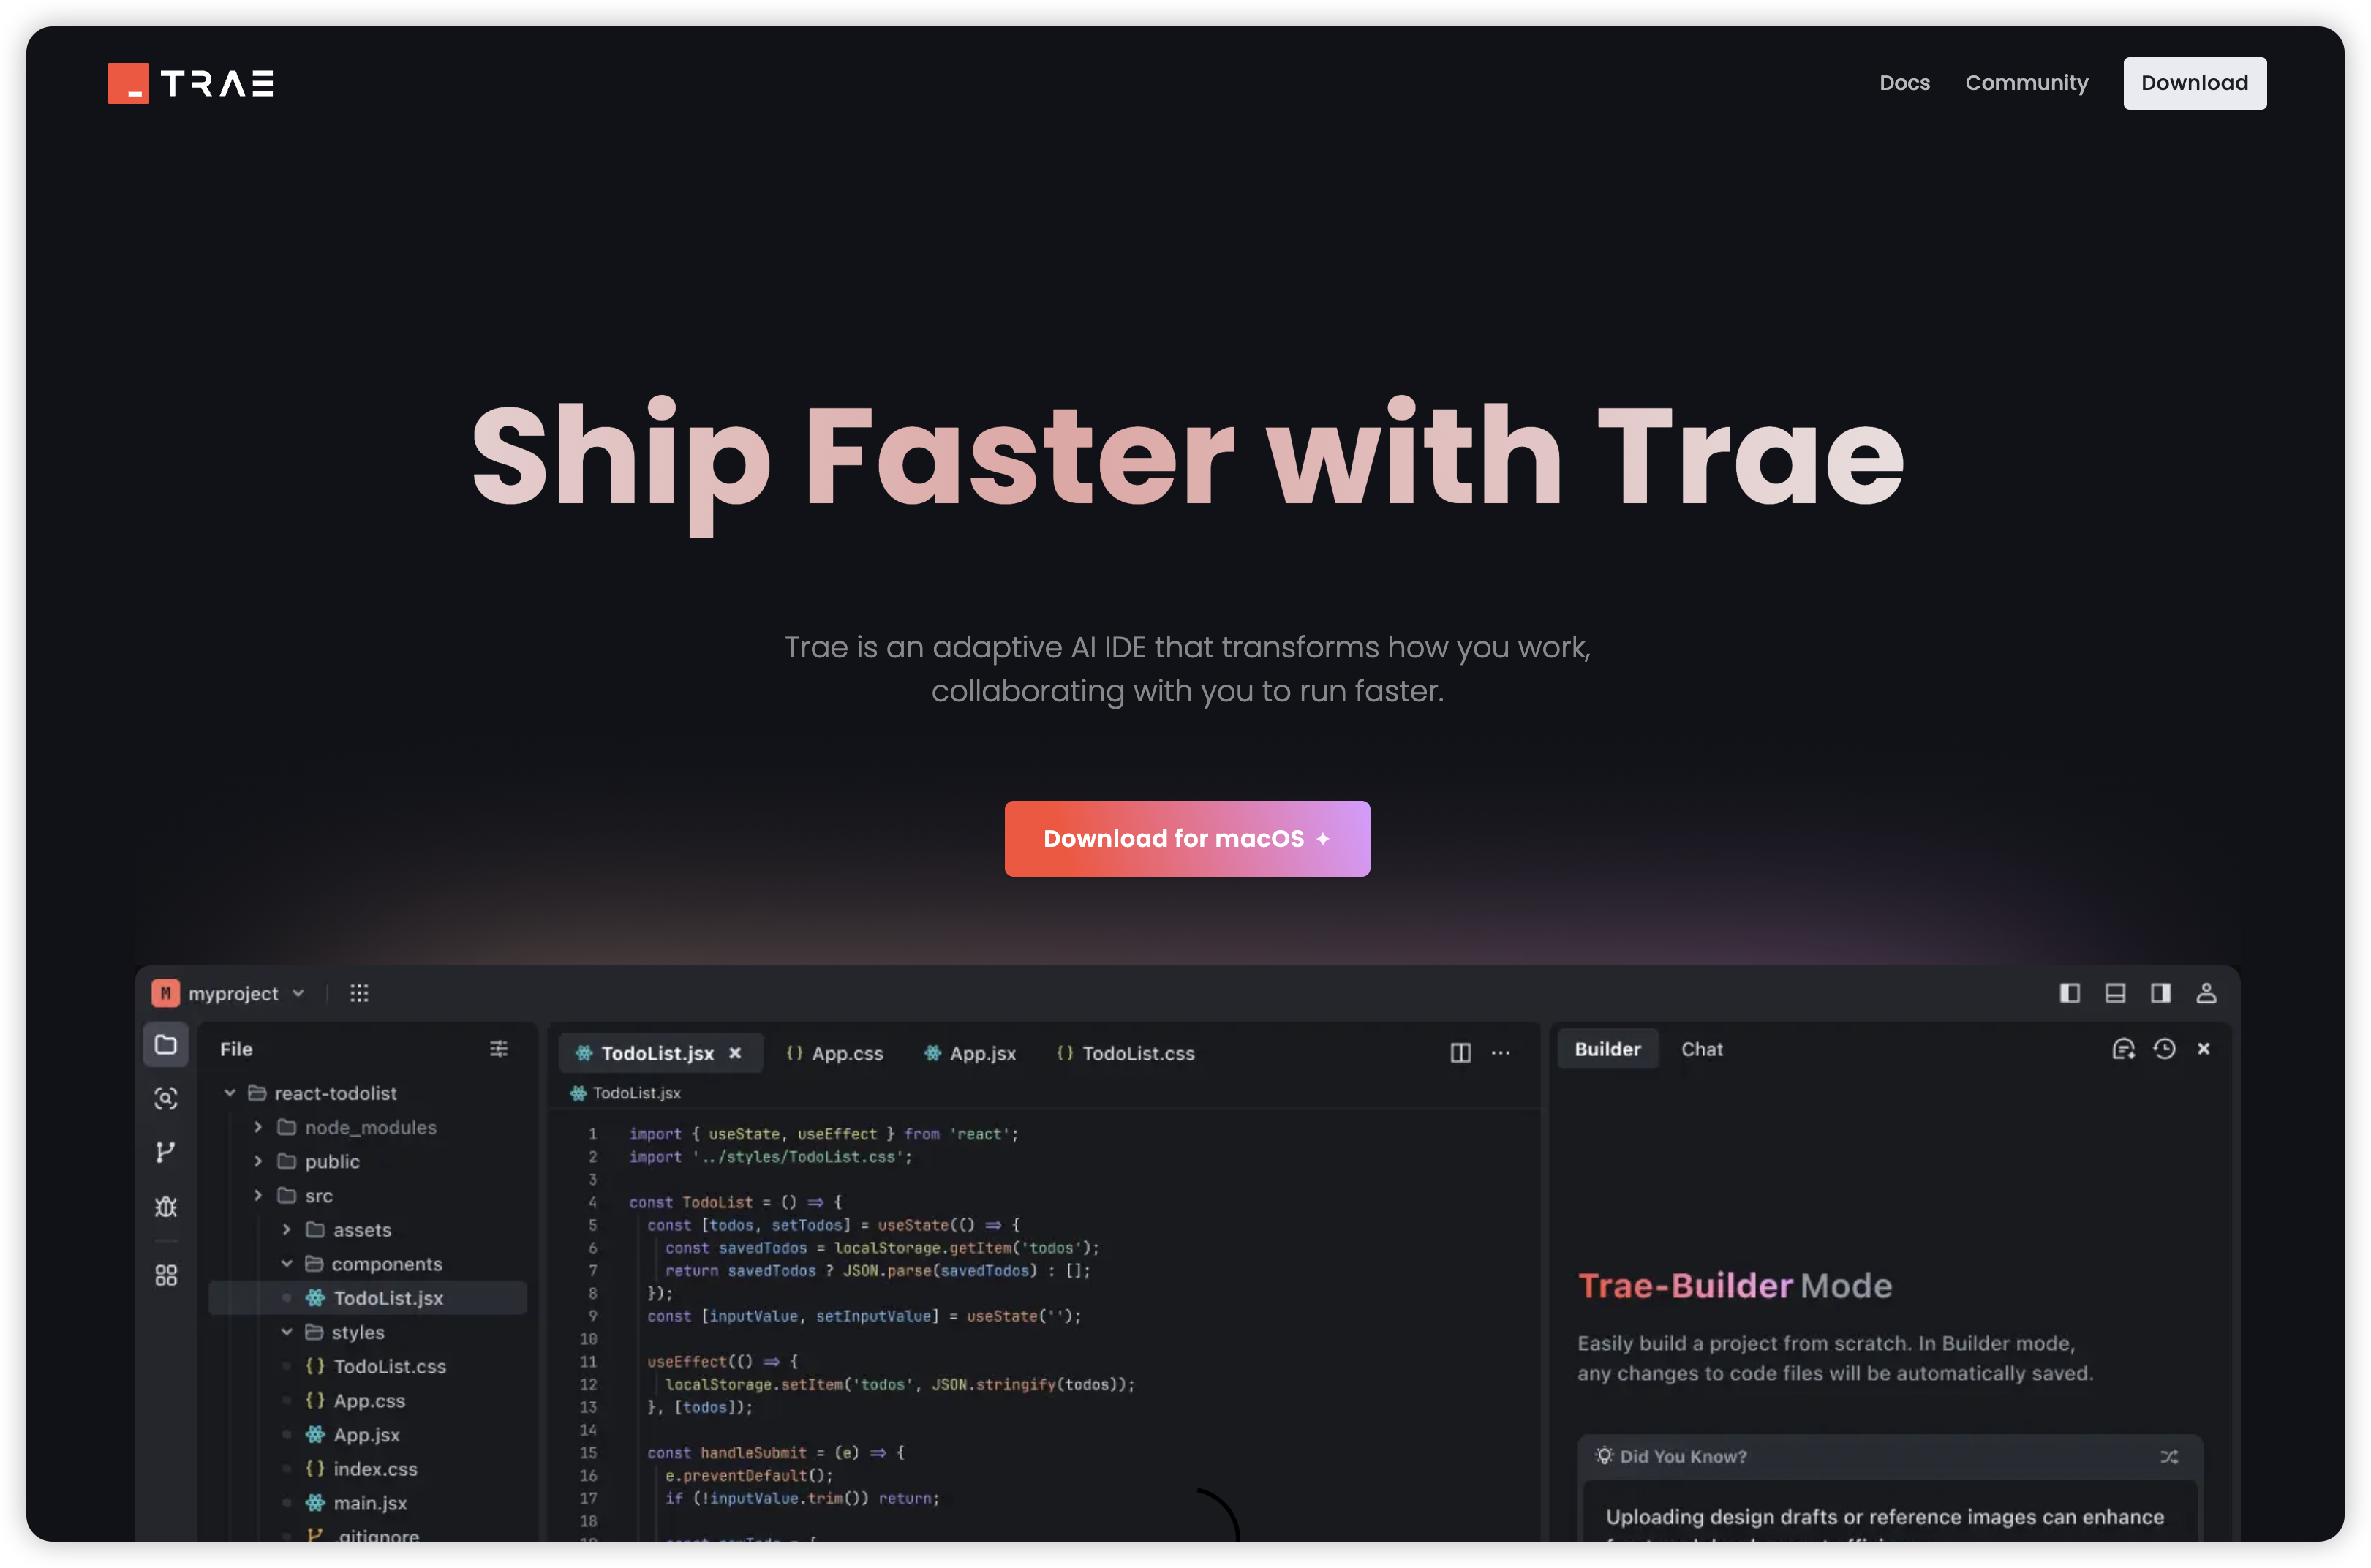 TRAE
Docs
Community
Download
Ship Faster with Trae
Trae is an adaptive AI IDE that transforms how you work,
collaborating with you to run faster.
Download for macOS
M
myproject
File
react-todolist
node_modules
public
src
assets
components
TodoList.jsx
styles
{} TodoList.css
{} App.css
App.jsx
{} index.css
main.jsx
.gitignore
TodoList.jsx
{} App.css
App.jsx
{} TodoList.css
TodoList.jsx
1 import { useState, useEffect } from 'react';
2 import '../styles/TodoList.css';
3
4 const TodoList = () => {
5 const [todos, setTodos] = useState(() => {
6 const savedTodos = localStorage.getItem('todos');
7 return savedTodos ? JSON.parse(savedTodos) : [];
8 });
9 const [inputValue, setInputValue] = useState('');
10
11 useEffect(() => {
12 localStorage.setItem('todos', JSON.stringify(todos));
13 }, [todos]);
14
15 const handleSubmit = (e) => {
16 e.preventDefault();
17 if (!inputValue.trim()) return;
18
Builder
Chat
Trae-Builder Mode
Easily build a project from scratch. In Builder mode,
any changes to code files will be automatically saved.
Did You Know?
Uploading design drafts or reference images can enhance